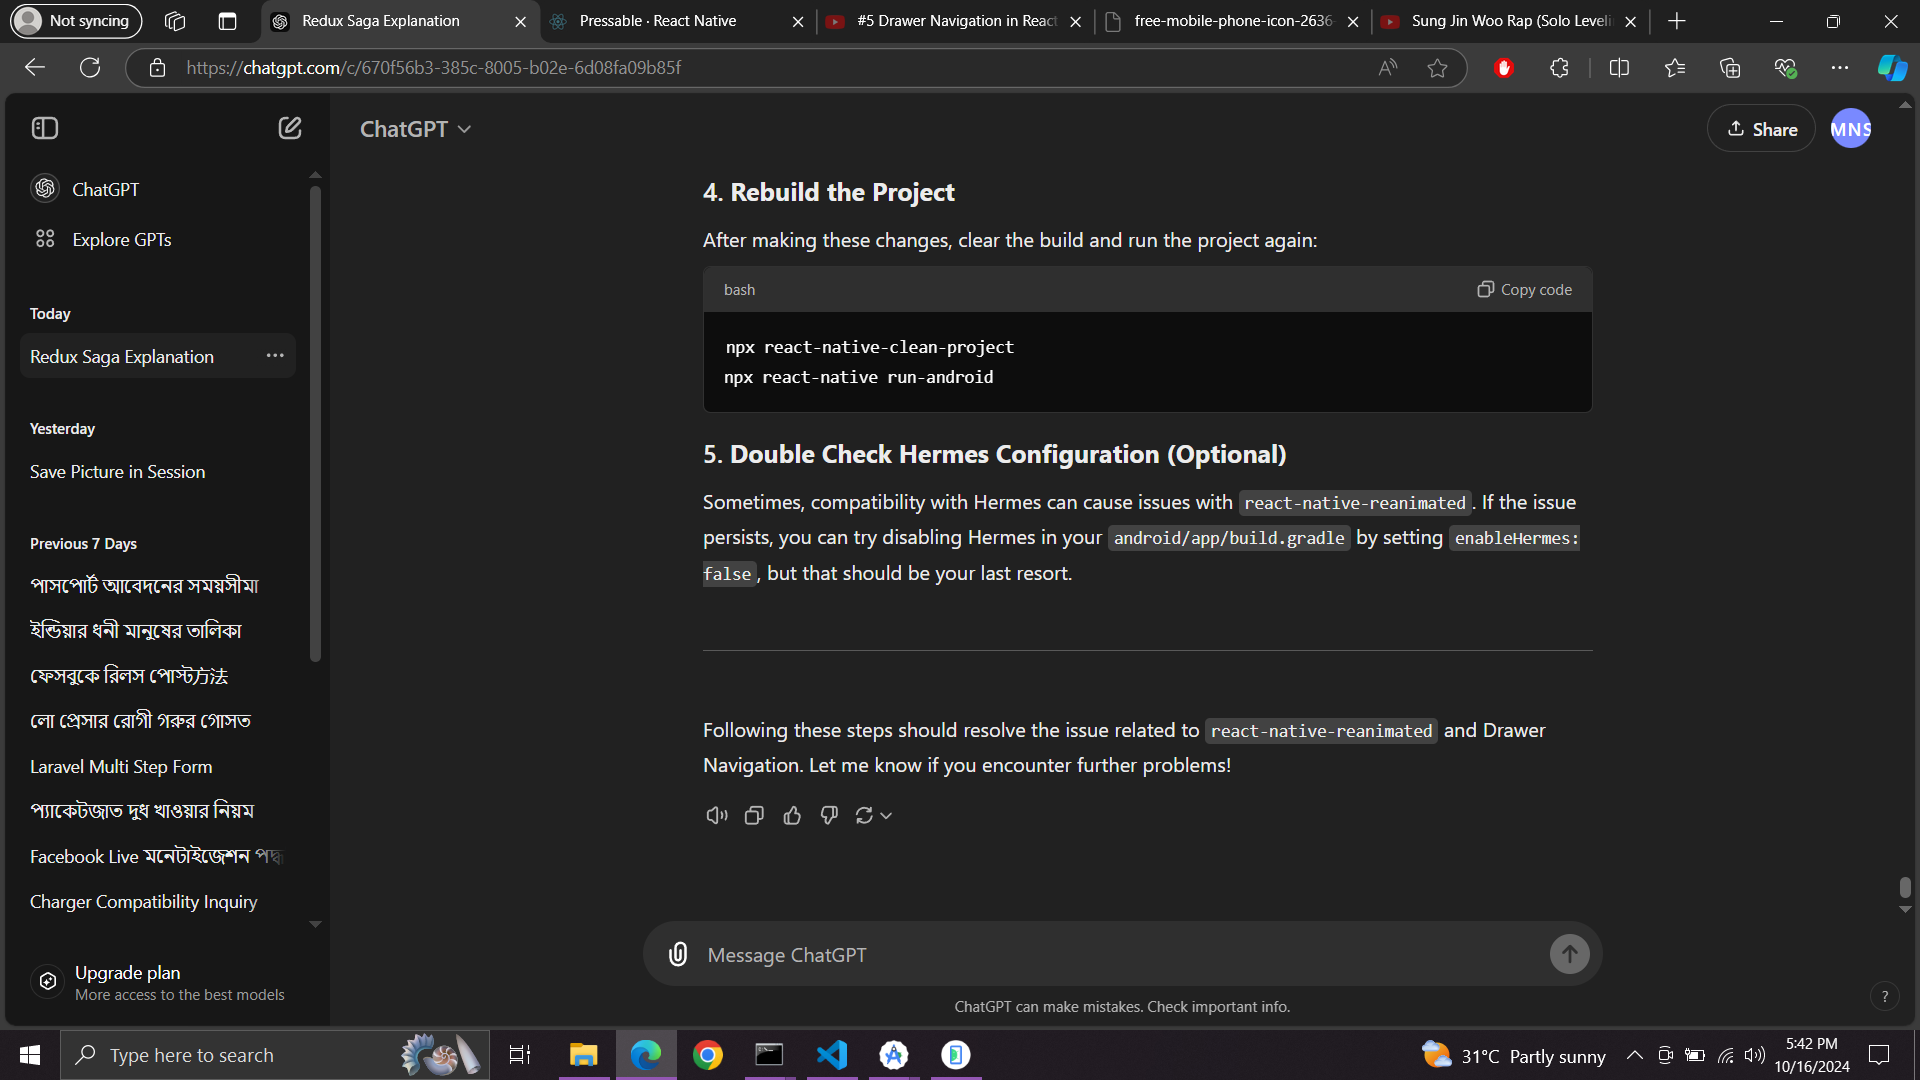 Not syncing
Redux Saga Explanation
Pressable · React Native
#5 Drawer Navigation in React
free-mobile-phone-icon-2636-
Sung Jin Woo Rap (Solo Leveli
https://chatgpt.com/c/670f56b3-385c-8005-b02e-6d08fa09b85f
ChatGPT
Share
MNS
ChatGPT
Explore GPTs
Today
Redux Saga Explanation
Yesterday
Save Picture in Session
Previous 7 Days
পাসপোর্ট আবেদনের সময়সীমা
ইন্ডিয়ার ধনী মানুষের তালিকা
ফেসবুকে রিলস পোস্ট方法
লো প্রেসার রোগী গরুর গোসত
Laravel Multi Step Form
প্যাকেটজাত দুধ খাওয়ার নিয়ম
Facebook Live মনেটাইজেশন পদ্ধ
Charger Compatibility Inquiry
Upgrade plan
More access to the best models
4. Rebuild the Project
After making these changes, clear the build and run the project again:
bash
Copy code
npx react-native-clean-project
npx react-native run-android
5. Double Check Hermes Configuration (Optional)
Sometimes, compatibility with Hermes can cause issues with react-native-reanimated. If the issue
persists, you can try disabling Hermes in your android/app/build.gradle by setting enableHermes:
false, but that should be your last resort.
Following these steps should resolve the issue related to react-native-reanimated and Drawer
Navigation. Let me know if you encounter further problems!
Message ChatGPT
ChatGPT can make mistakes. Check important info.
?
Type here to search
31°C Partly sunny
5:42 PM
10/16/2024